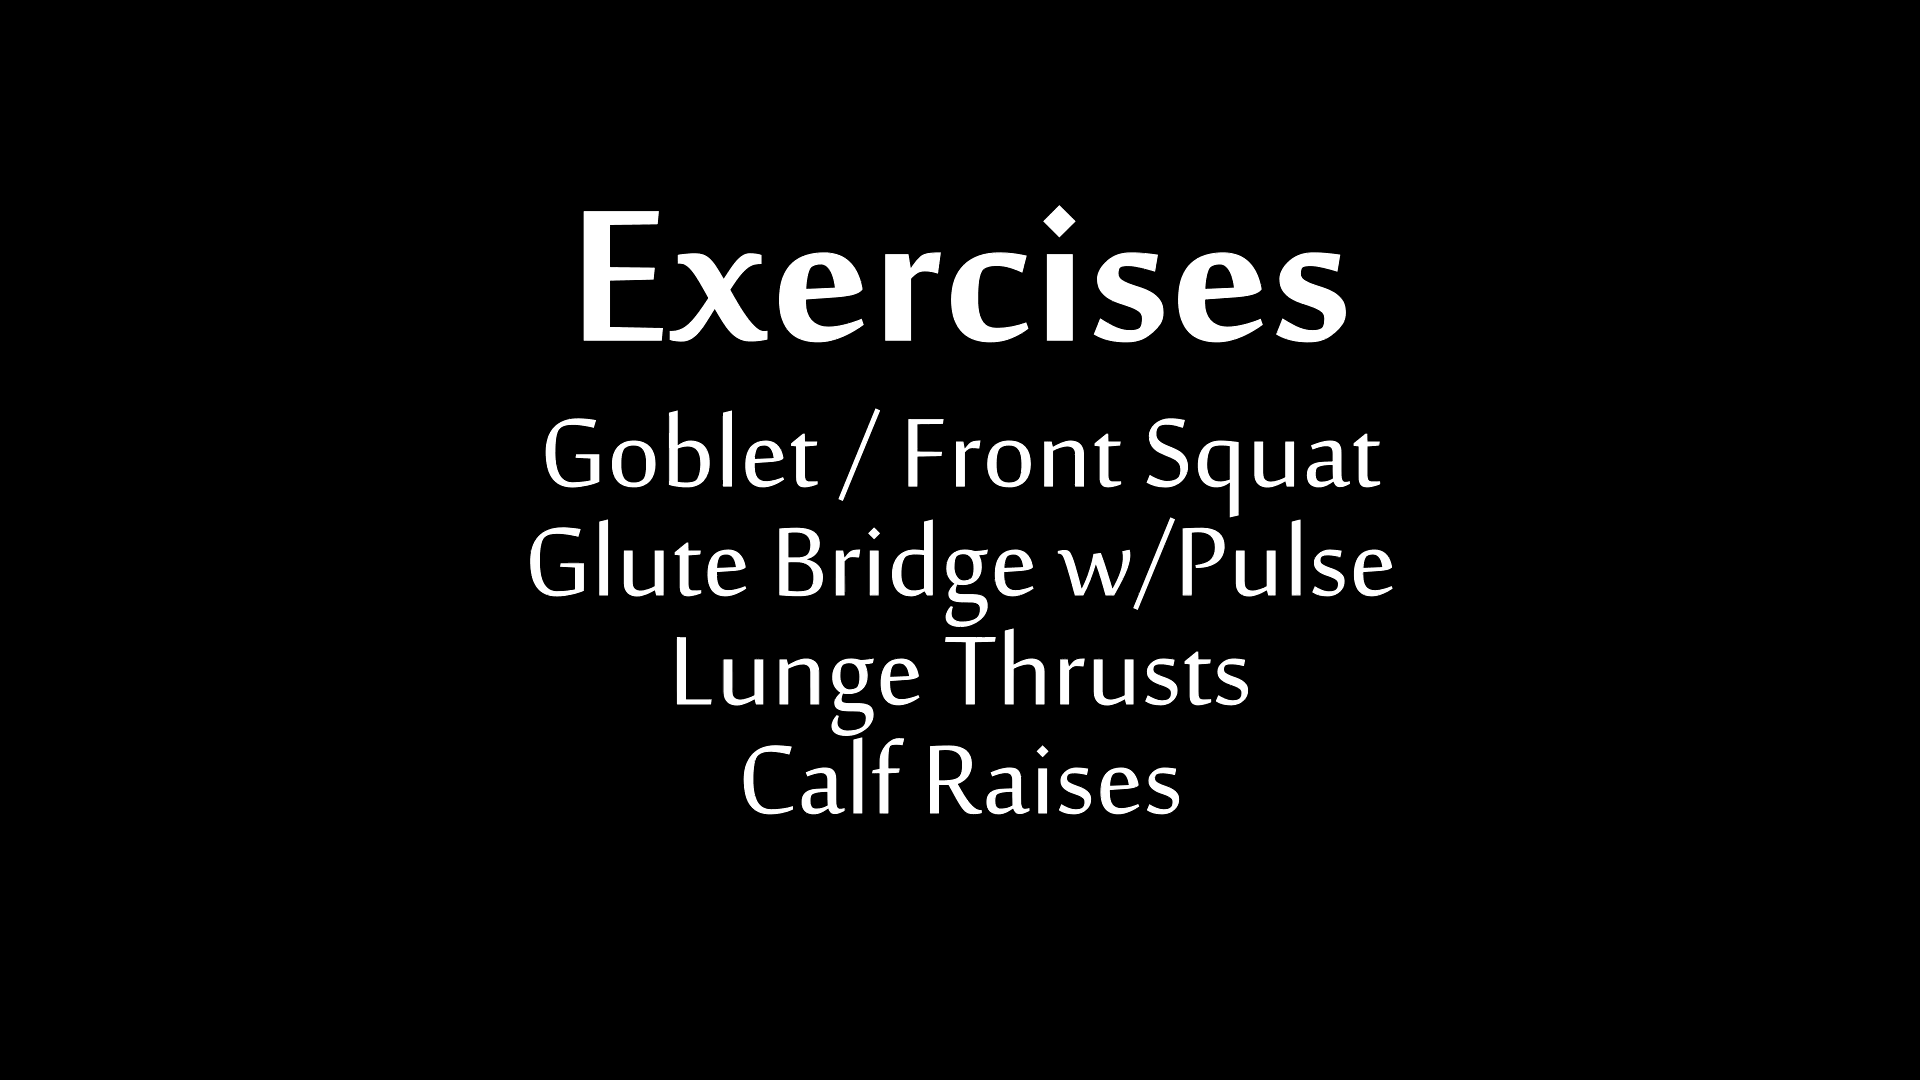 Exercises
Goblet / Front Squat
Glute Bridge w/Pulse
Lunge Thrusts
Calf Raises